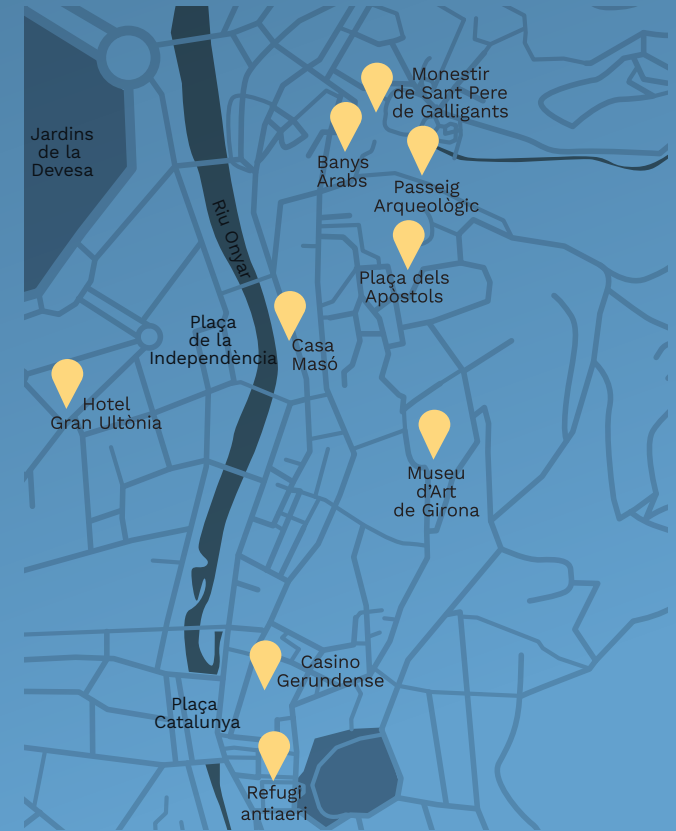 Monestir
de Sant Pere
de Galligants
Jardins
de la
Devesa
Banys
Àrabs
Passeig
Arqueològic
Riu Onyar
Plaça dels
Apòstols
Plaça
de la
Independència
Casa
Masó
Hotel
Gran Ultònia
Museu
d'Art
de Girona
Casino
Gerundense
Plaça
Catalunya
Refugi
antiaeri